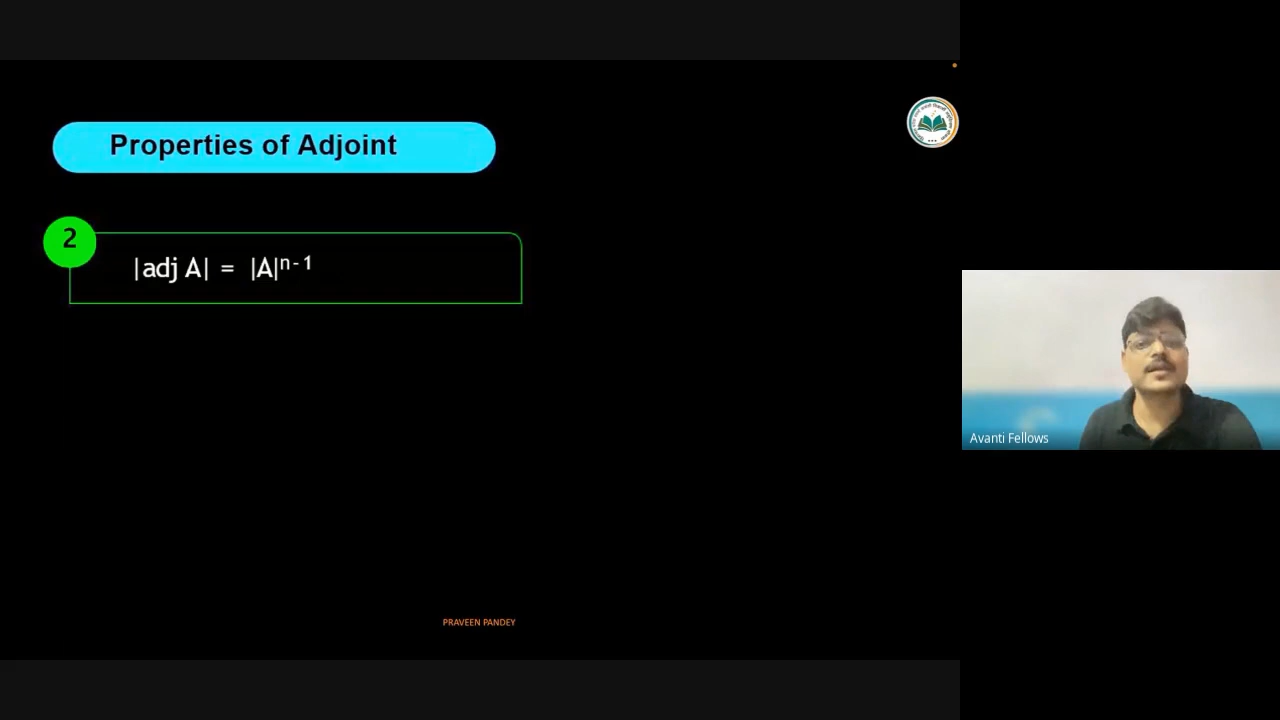 Properties of Adjoint
2
|adj A| = |A|ⁿ⁻¹
PRAVEEN PANDEY
Avanti Fellows